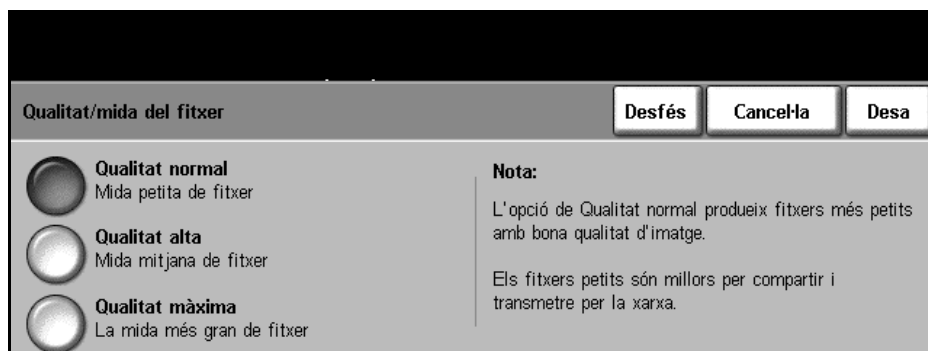 Qualitat/mida del fitxer
Desfés
Cancel·la
Desa
Qualitat normal
Mida petita de fitxer
Qualitat alta
Mida mitjana de fitxer
Qualitat màxima
La mida més gran de fitxer
Nota:
L'opció de Qualitat normal produeix fitxers més petits
amb bona qualitat d'imatge.
Els fitxers petits són millors per compartir i
transmetre per la xarxa.